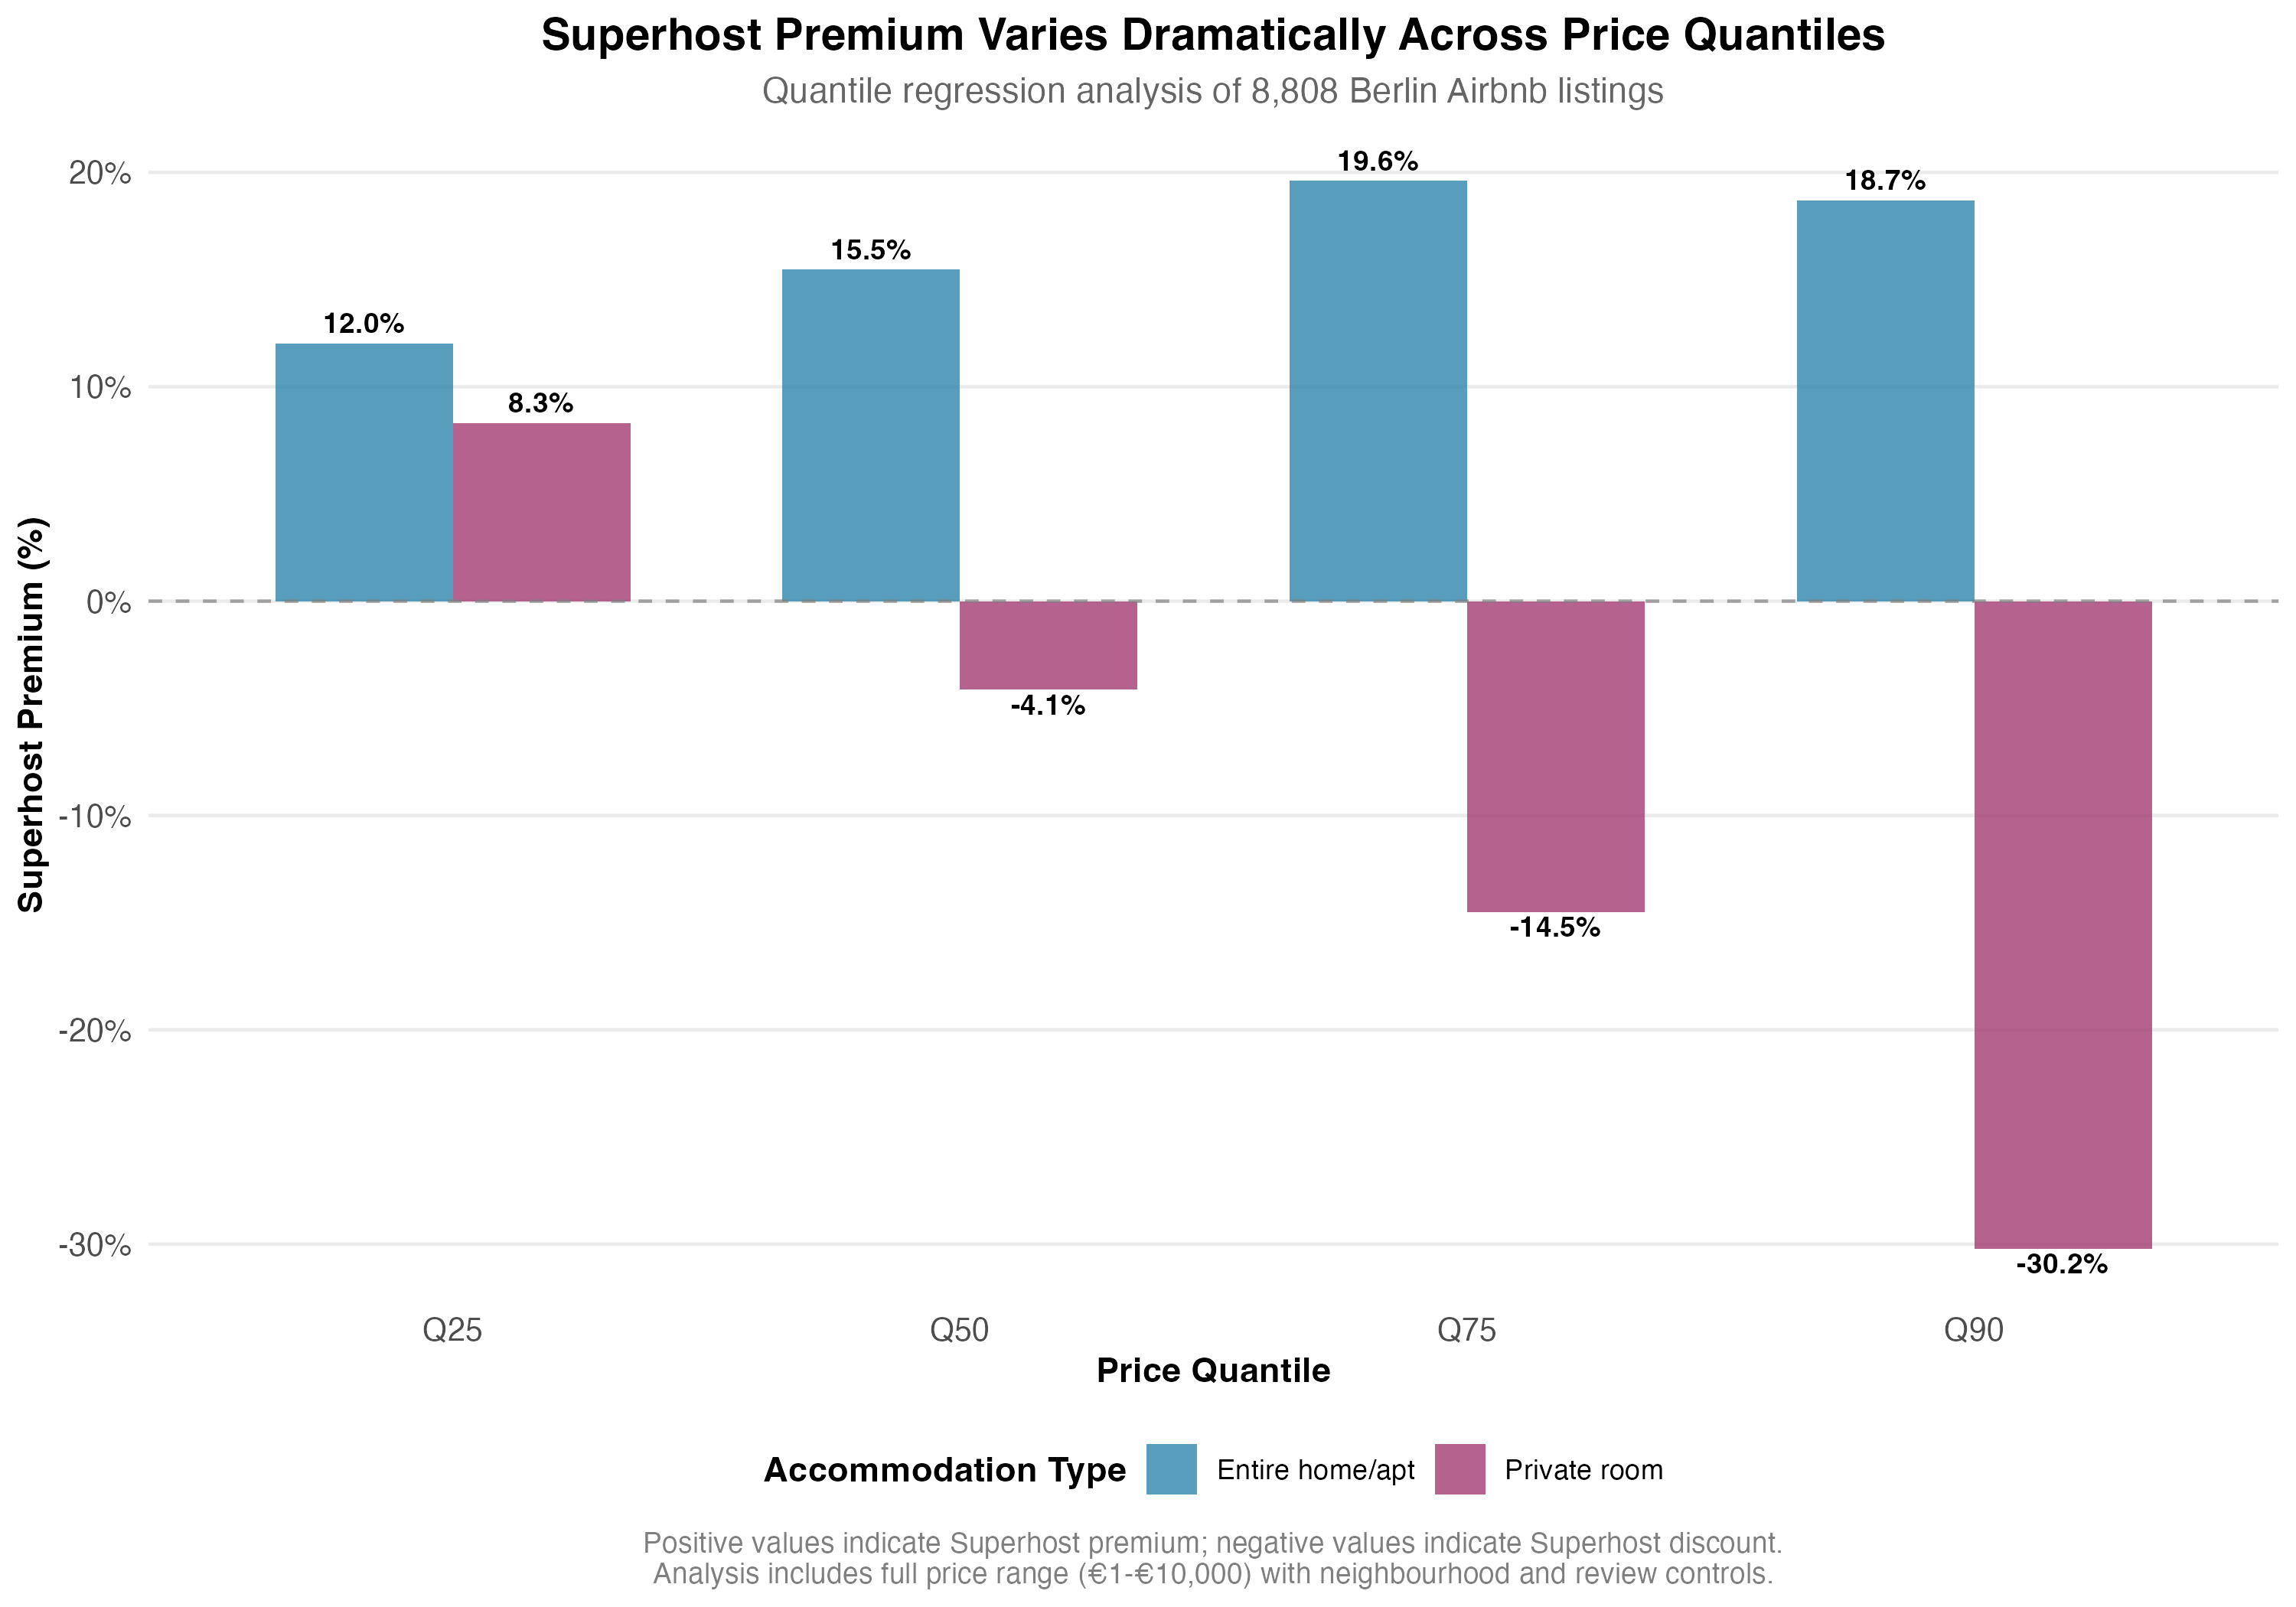 Superhost Premium Varies Dramatically Across Price Quantiles
Quantile regression analysis of 8,808 Berlin Airbnb listings
Superhost Premium (%)
20%
10%
0%
-10%
-20%
-30%
12.0%
8.3%
15.5%
-4.1%
19.6%
-14.5%
18.7%
-30.2%
Q25
Q50
Q75
Q90
Price Quantile
Accommodation Type
Entire home/apt
Private room
Positive values indicate Superhost premium; negative values indicate Superhost discount.
Analysis includes full price range (€1-€10,000) with neighbourhood and review controls.